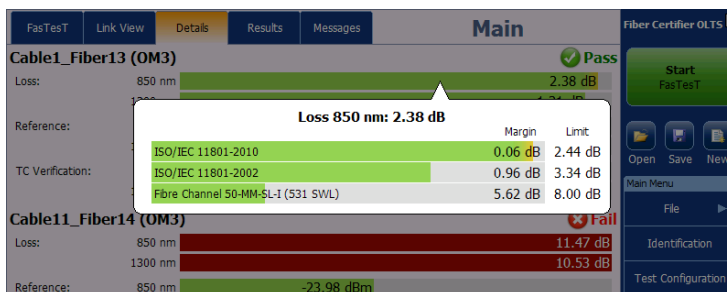 FasTesT Link View Details Results Messages Main Fiber Certifier OLTS
Cable1_Fiber13 (OM3) Pass
Loss: 850 nm 2.38 dB
Start
FasTesT
Loss 850 nm: 2.38 dB
Margin Limit
ISO/IEC 11801-2010 0.06 dB 2.44 dB
ISO/IEC 11801-2002 0.96 dB 3.34 dB
Fibre Channel 50-MM-SL-I (531 SWL) 5.62 dB 8.00 dB
Reference:
TC Verification:
Open Save New
Main Menu
File
Identification
Test Configuration
Cable11_Fiber14 (OM3) Fail
Loss: 850 nm 11.47 dB
1300 nm 10.53 dB
Reference: 850 nm -23.98 dBm